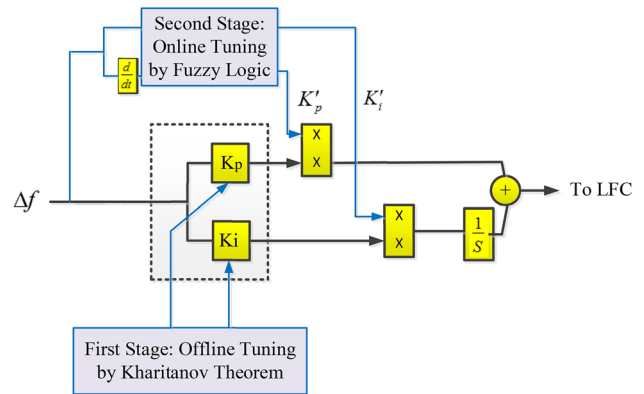 Second Stage:
Online Tuning
by Fuzzy Logic
d
dt
K'p
K'i
X
X
Kp
Δf
+
To LFC
X
X
Ki
1
S
First Stage: Offline Tuning
by Kharitanov Theorem